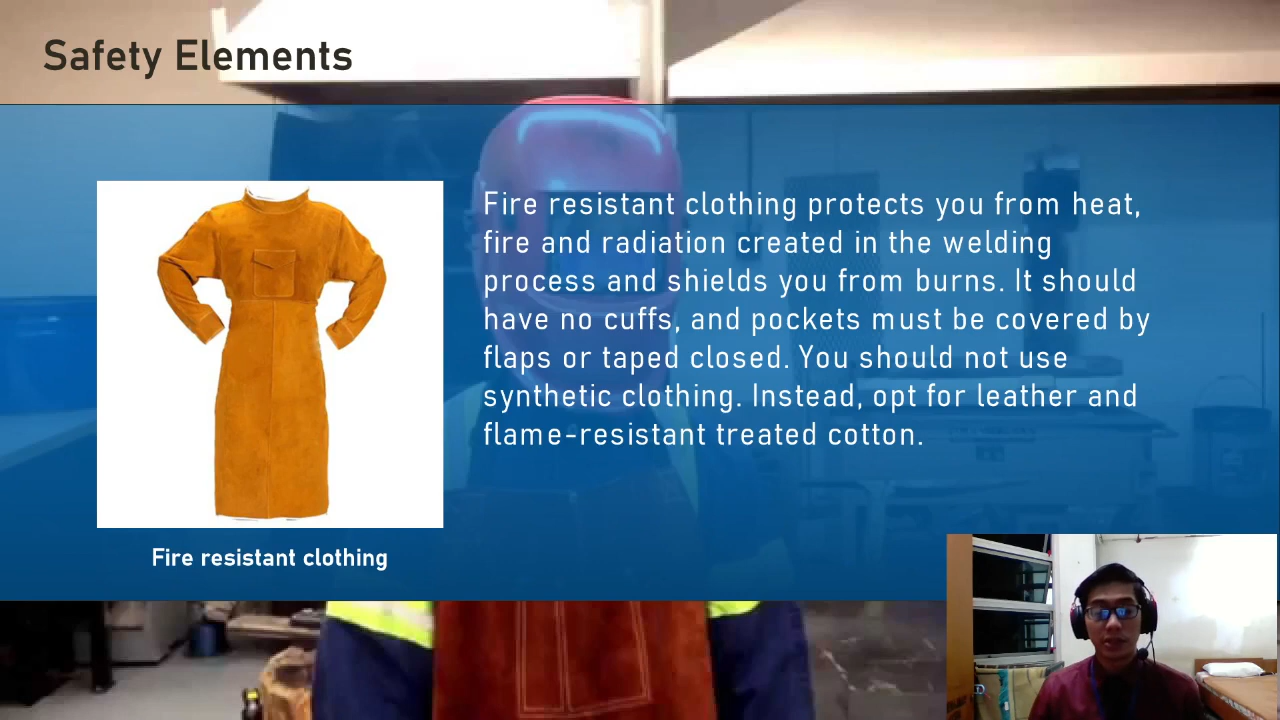 Safety Elements
Fire resistant clothing protects you from heat,
fire and radiation created in the welding
process and shields you from burns. It should
have no cuffs, and pockets must be covered by
flaps or taped closed. You should not use
synthetic clothing. Instead, opt for leather and
flame-resistant treated cotton.
Fire resistant clothing